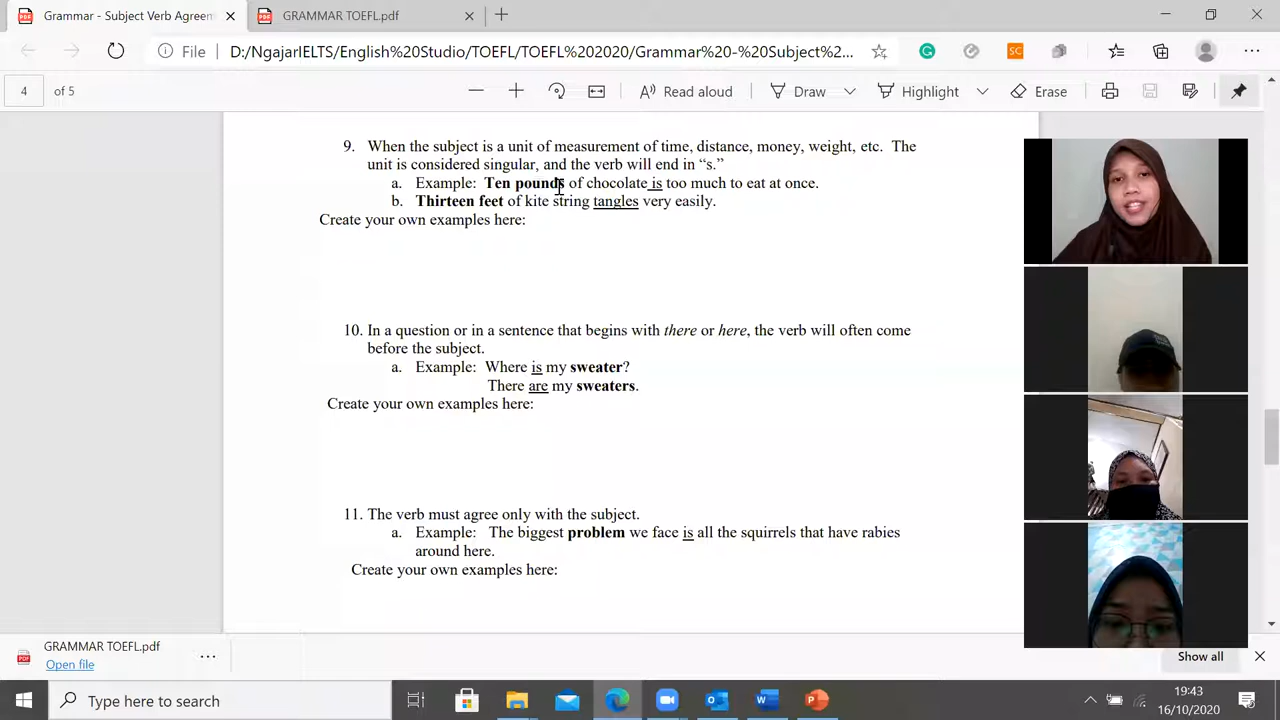 Grammar - Subject Verb Agreem
GRAMMAR TOEFL.pdf
File
D:/NgajarIELTS/English%20Studio/TOEFL/TOEFL%202020/Grammar%20-%20Subject%2...
SC
4 of 5
Read aloud
Draw
Highlight
Erase
9. When the subject is a unit of measurement of time, distance, money, weight, etc. The
unit is considered singular, and the verb will end in “s.”
a. Example: Ten pounds of chocolate is too much to eat at once.
b. Thirteen feet of kite string tangles very easily.
Create your own examples here:
10. In a question or in a sentence that begins with there or here, the verb will often come
before the subject.
a. Example: Where is my sweater?
There are my sweaters.
Create your own examples here:
11. The verb must agree only with the subject.
a. Example: The biggest problem we face is all the squirrels that have rabies
around here.
Create your own examples here:
GRAMMAR TOEFL.pdf
Open file
Show all
Type here to search
19:43
16/10/2020